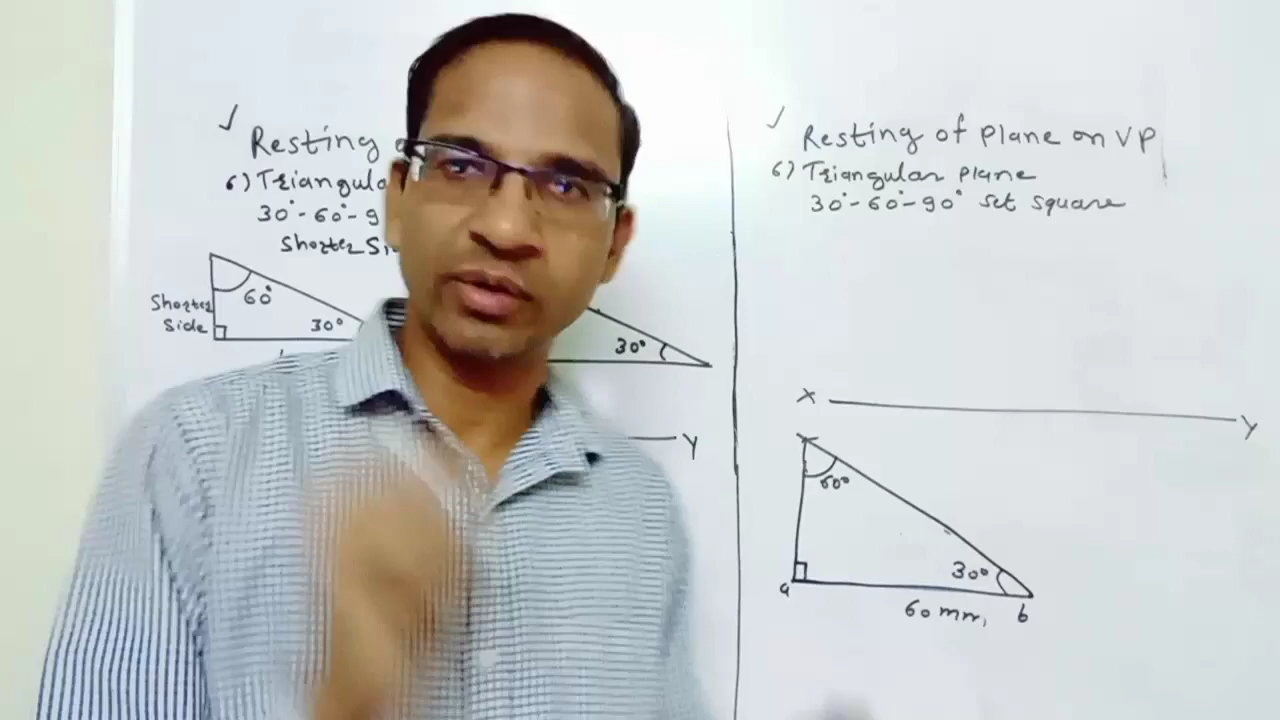 ✓ Resting
6) Triangula
30°-60°-9
Shorter Si
60°
Shorter
Side
30°
30°
Y
✓ Resting of Plane on VP
6) Triangular Plane
30°-60°-90° Set Square
X
Y
60°
30°
a
60 mm,
b